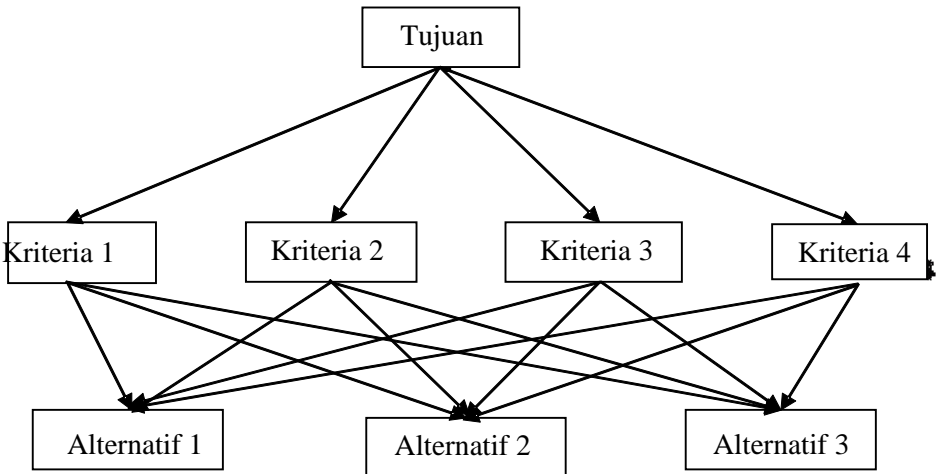 Tujuan
Kriteria 1
Kriteria 2
Kriteria 3
Kriteria 4
Alternatif 1
Alternatif 2
Alternatif 3